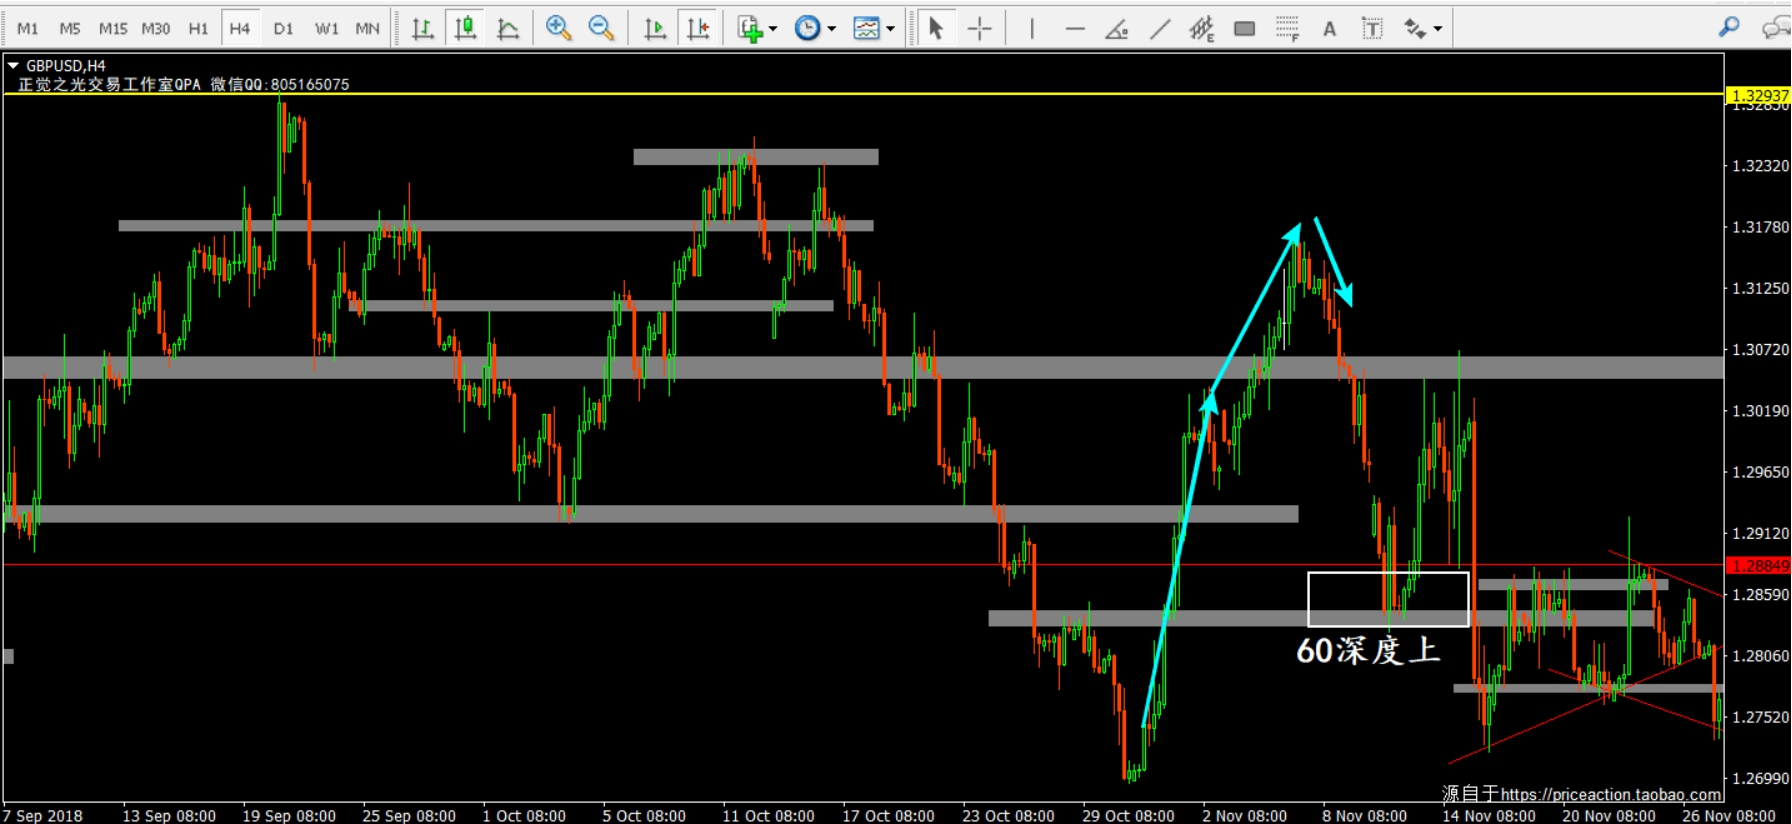 M1 M5 M15 M30 H1 H4 D1 W1 MN E F A T
GBPUSD,H4
正觉之光交易工作室QPA 微信QQ:805165075
1.32937
1.32850
1.32320
1.31780
1.31250
1.30720
1.30190
1.29650
1.29120
1.28849
1.28590
60深度上
1.28060
1.27520
1.26990
源自于https://priceaction.taobao.com
7 Sep 2018 13 Sep 08:00 19 Sep 08:00 25 Sep 08:00 1 Oct 08:00 5 Oct 08:00 11 Oct 08:00 17 Oct 08:00 23 Oct 08:00 29 Oct 08:00 2 Nov 08:00 8 Nov 08:00 14 Nov 08:00 20 Nov 08:00 26 Nov 08:00